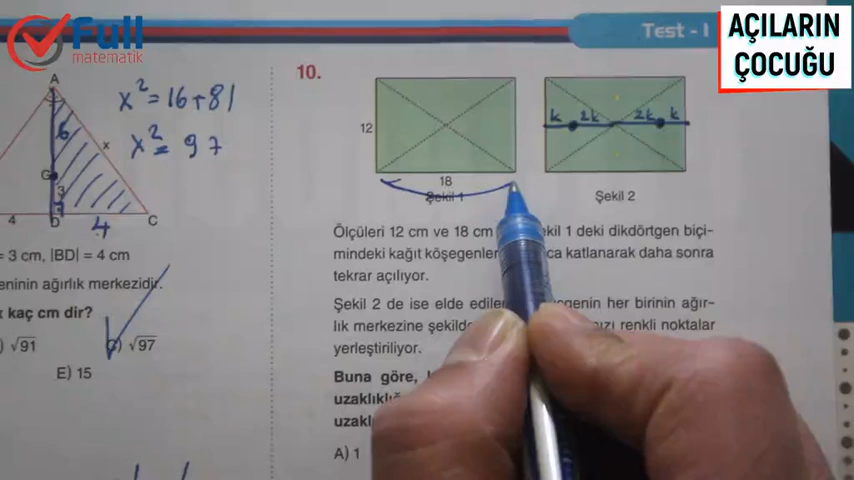 Full
matematik
Test - 1
AÇILARIN
ÇOCUĞU
A
6
x
G
3
4
D
4
C
x² = 16 + 81
x² = 97
= 3 cm, |BD| = 4 cm
eninin ağırlık merkezidir.
x kaç cm dir?
) √91
C) √97
E) 15
10.
12
18
Şekil 1
k
2k
2k
k
Şekil 2
Ölçüleri 12 cm ve 18 cm ekil 1 deki dikdörtgen biçi-
mindeki kağıt köşegenler ca katlanarak daha sonra
tekrar açılıyor.
Şekil 2 de ise elde edilen genin her birinin ağır-
lık merkezine şekilde renkli noktalar
yerleştiriliyor.
Buna göre,
uzaklığı
uzakl
A) 1